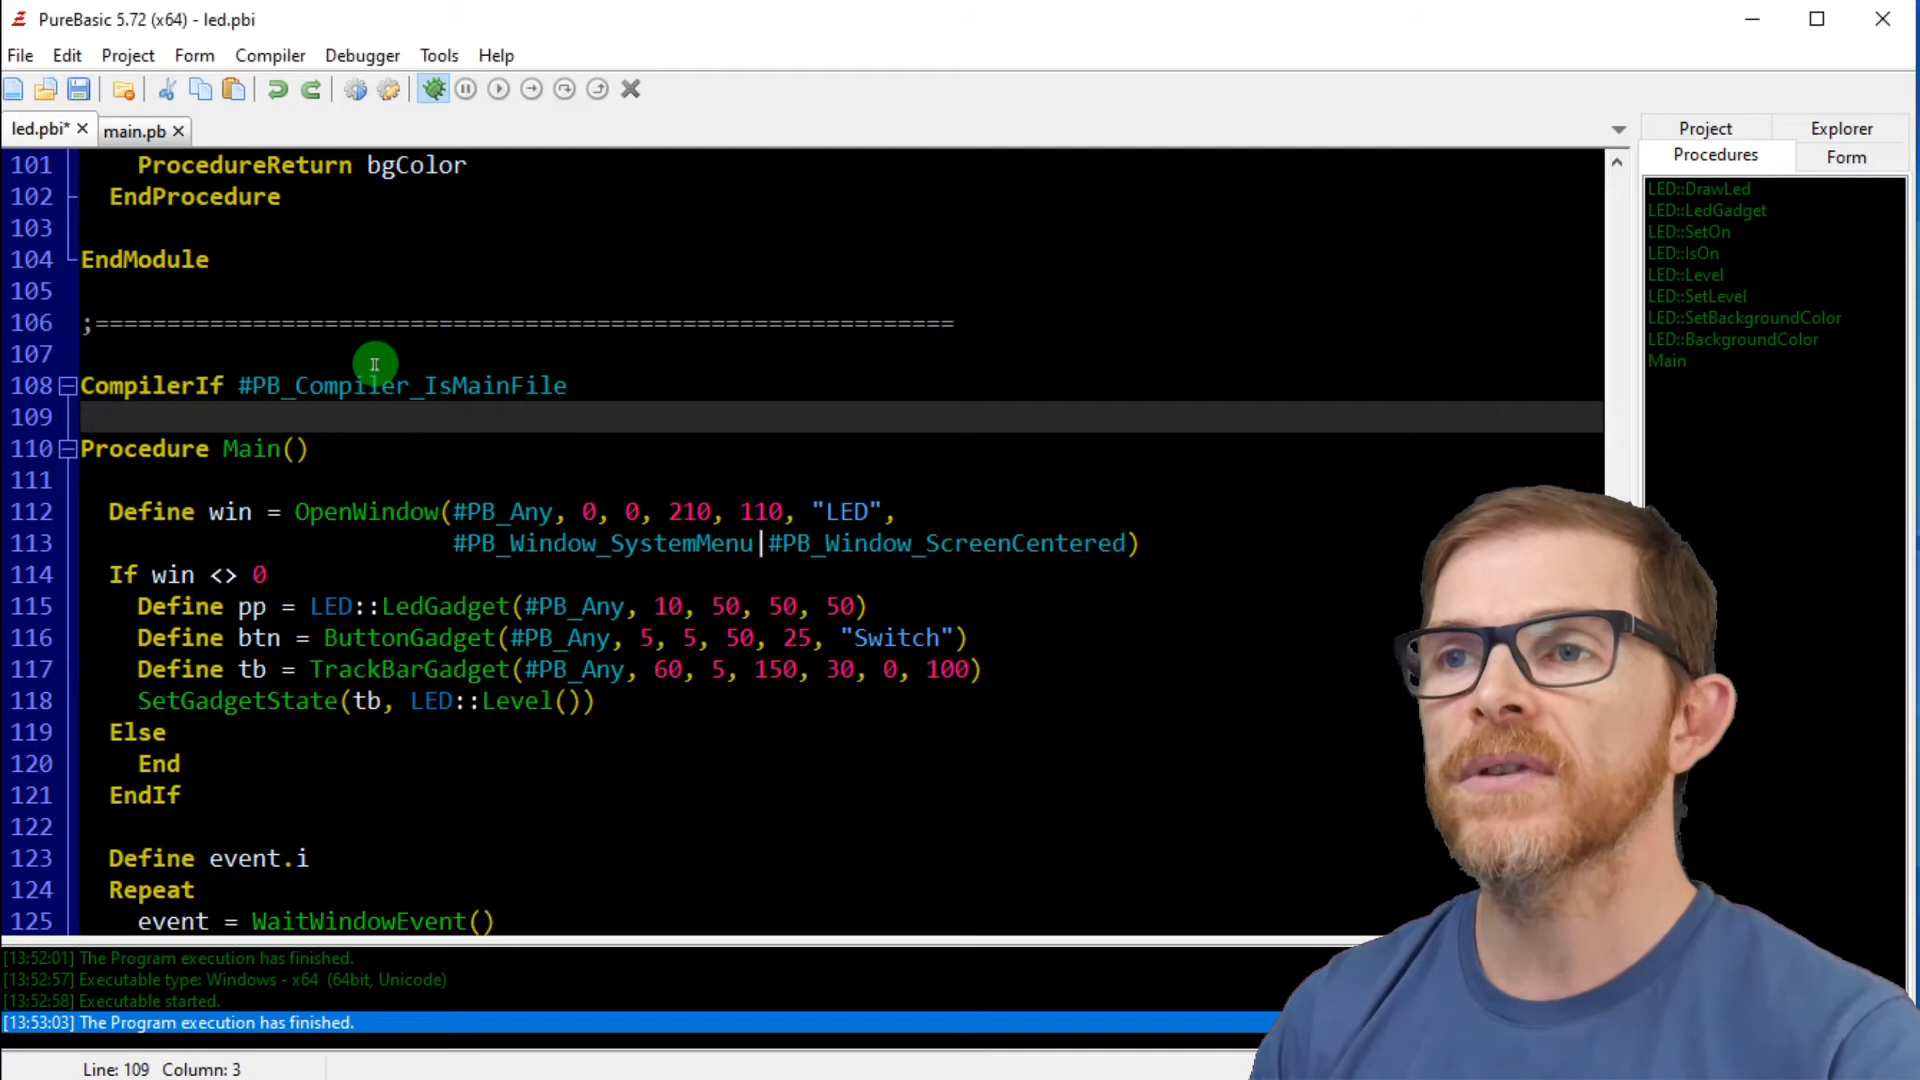 PureBasic 5.72 (x64) - led.pbi
File Edit Project Form Compiler Debugger Tools Help
led.pbi* main.pb
Project Explorer
Procedures Form
101 ProcedureReturn bgColor
102 EndProcedure
103
104 EndModule
105
106 ;============================================================
107
108 CompilerIf #PB_Compiler_IsMainFile
109
110 Procedure Main()
111
112 Define win = OpenWindow(#PB_Any, 0, 0, 210, 110, "LED",
113 #PB_Window_SystemMenu|#PB_Window_ScreenCentered)
114 If win <> 0
115 Define pp = LED::LedGadget(#PB_Any, 10, 50, 50, 50)
116 Define btn = ButtonGadget(#PB_Any, 5, 5, 50, 25, "Switch")
117 Define tb = TrackBarGadget(#PB_Any, 60, 5, 150, 30, 0, 100)
118 SetGadgetState(tb, LED::Level())
119 Else
120 End
121 EndIf
122
123 Define event.i
124 Repeat
125 event = WaitWindowEvent()
LED::DrawLed
LED::LedGadget
LED::SetOn
LED::IsOn
LED::Level
LED::SetLevel
LED::SetBackgroundColor
LED::BackgroundColor
Main
[13:52:01] The Program execution has finished.
[13:52:57] Executable type: Windows - x64 (64bit, Unicode)
[13:52:58] Executable started.
[13:53:03] The Program execution has finished.
Line: 109 Column: 3